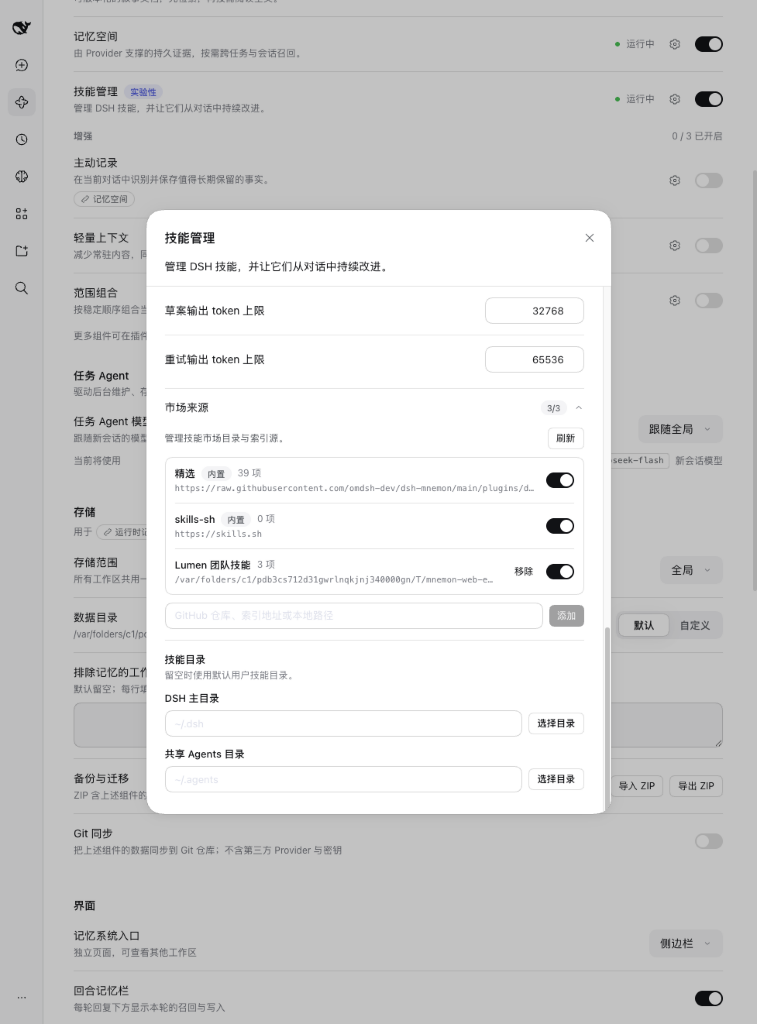 记忆空间
由 Provider 支撑的持久证据，按需跨任务与会话召回。
运行中
技能管理 实验性
管理 DSH 技能，并让它们从对话中持续改进。
运行中
增强
0 / 3 已开启
主动记录
在当前对话中识别并保存值得长期保留的事实。
记忆空间
轻量上下文
减少常驻内容，
范围组合
按稳定顺序组合当
更多组件可在插件
任务 Agent
驱动后台维护、
任务 Agent 模型
跟随新会话的模型
跟随全局
当前将使用
seek-flash 新会话模型
存储
用于 运行时记
存储范围
所有工作区共用一
全局
数据目录
/var/folders/c1/pd
默认 自定义
排除记忆的工作
默认留空；每行填
备份与迁移
ZIP 含上述组件的
导入 ZIP 导出 ZIP
Git 同步
把上述组件的数据同步到 Git 仓库；不含第三方 Provider 与密钥
界面
记忆系统入口
独立页面，可查看其他工作区
侧边栏
回合记忆栏
每轮回复下方显示本轮的召回与写入
技能管理
管理 DSH 技能，并让它们从对话中持续改进。
草案输出 token 上限
32768
重试输出 token 上限
65536
市场来源
3/3
管理技能市场目录与索引源。
刷新
精选 内置 39 项
https://raw.githubusercontent.com/omdsh-dev/dsh-mnemon/main/plugins/d…
skills-sh 内置 0 项
https://skills.sh
Lumen 团队技能 3 项
/var/folders/c1/pdb3cs712d31gwrlnqkjnj340000gn/T/mnemon-web-e…
移除
GitHub 仓库、索引地址或本地路径
添加
技能目录
留空时使用默认用户技能目录。
DSH 主目录
~/.dsh
选择目录
共享 Agents 目录
~/.agents
选择目录